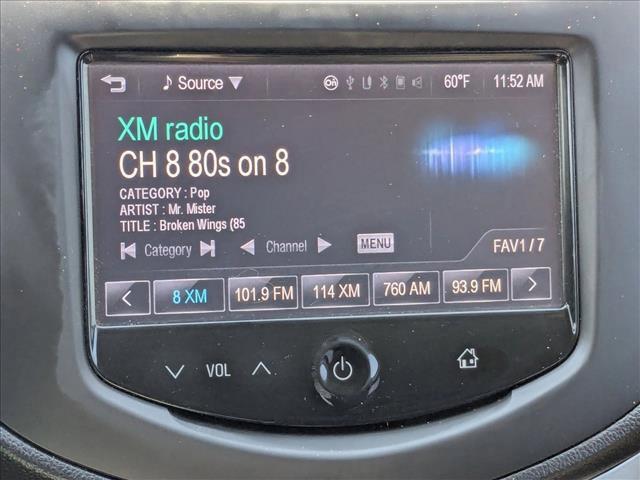 Source 60°F 11:52 AM
XM radio
CH 8 80s on 8
CATEGORY : Pop
ARTIST : Mr. Mister
TITLE : Broken Wings (85
Category Channel MENU FAV1 / 7
8 XM 101.9 FM 114 XM 760 AM 93.9 FM
VOL